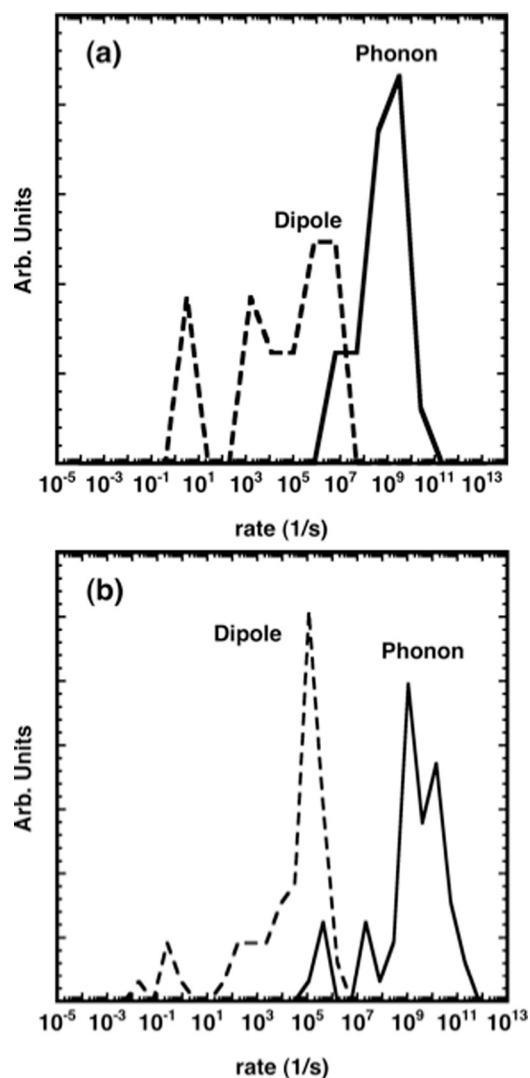 (a)
Phonon
Dipole
Arb. Units
10⁻⁵ 10⁻³ 10⁻¹ 10¹ 10³ 10⁵ 10⁷ 10⁹ 10¹¹ 10¹³
rate (1/s)
(b)
Dipole
Phonon
Arb. Units
10⁻⁵ 10⁻³ 10⁻¹ 10¹ 10³ 10⁵ 10⁷ 10⁹ 10¹¹ 10¹³
rate (1/s)